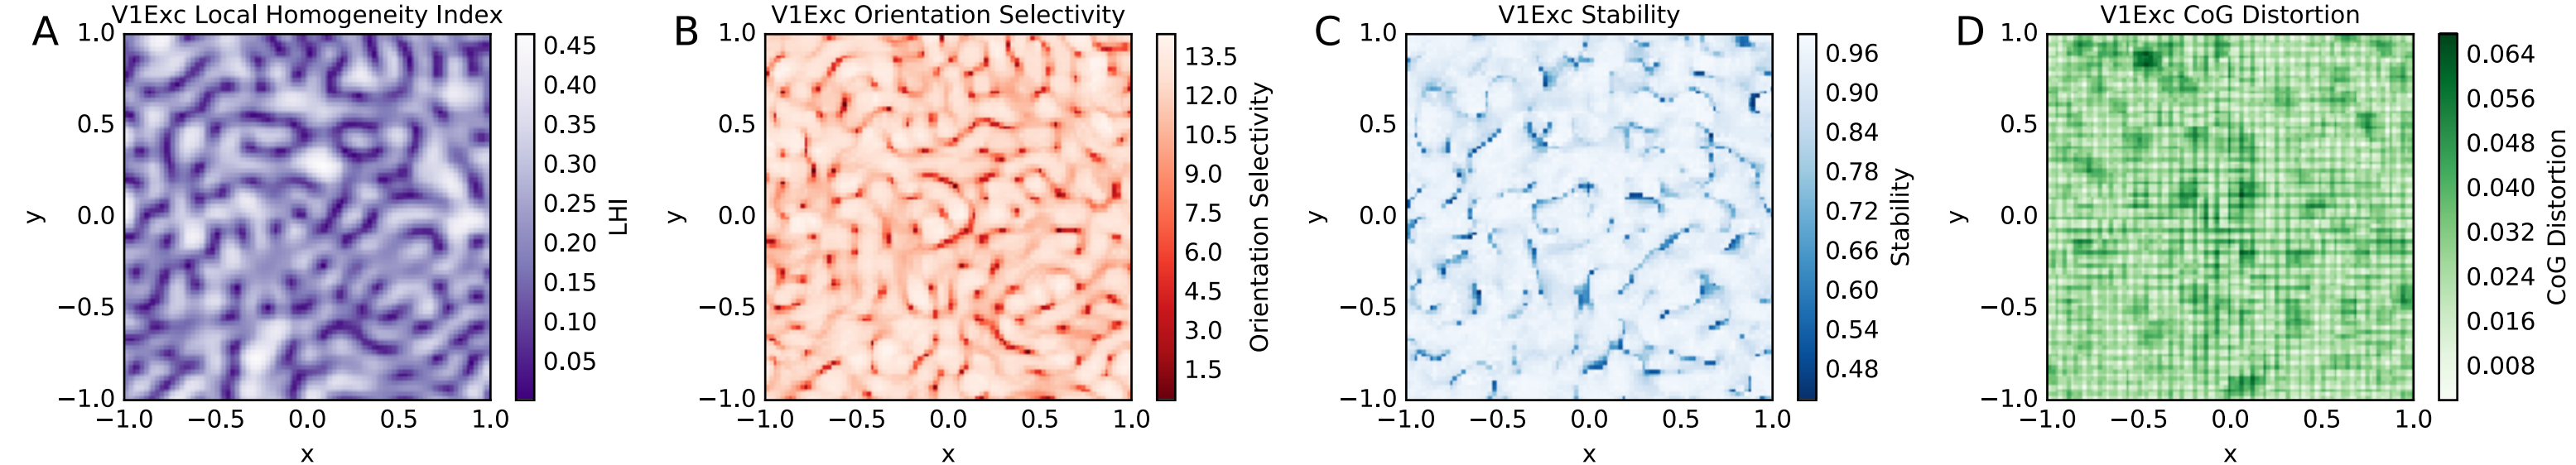 A
V1Exc Local Homogeneity Index
1.0
0.5
0.0
−0.5
−1.0
y
−1.0 −0.5 0.0 0.5 1.0
x
0.45
0.40
0.35
0.30
0.25
0.20
0.15
0.10
0.05
LHI
B
V1Exc Orientation Selectivity
1.0
0.5
0.0
−0.5
−1.0
y
−1.0 −0.5 0.0 0.5 1.0
x
13.5
12.0
10.5
9.0
7.5
6.0
4.5
3.0
1.5
Orientation Selectivity
C
V1Exc Stability
1.0
0.5
0.0
−0.5
−1.0
y
−1.0 −0.5 0.0 0.5 1.0
x
0.96
0.90
0.84
0.78
0.72
0.66
0.60
0.54
0.48
Stability
D
V1Exc CoG Distortion
1.0
0.5
0.0
−0.5
−1.0
y
−1.0 −0.5 0.0 0.5 1.0
x
0.064
0.056
0.048
0.040
0.032
0.024
0.016
0.008
CoG Distortion